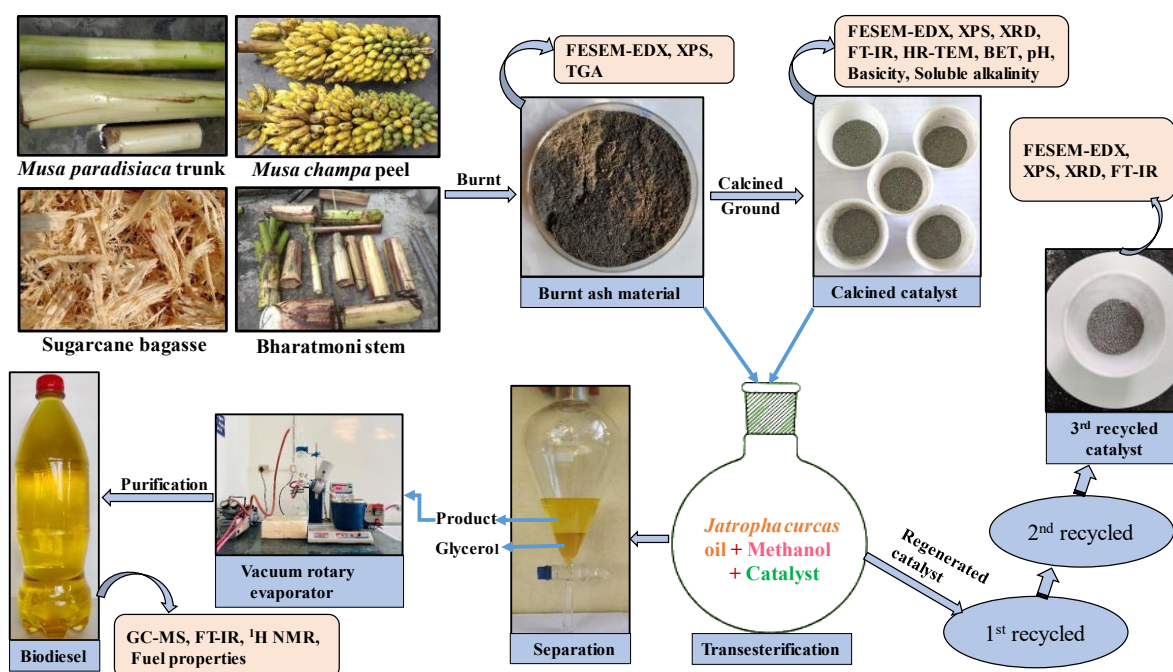 FESEM-EDX, XPS,
TGA
FESEM-EDX, XPS, XRD,
FT-IR, HR-TEM, BET, pH,
Basicity, Soluble alkalinity
Musa paradisiaca trunk
Musa champa peel
Burnt
Calcined
Ground
FESEM-EDX,
XPS, XRD, FT-IR
Burnt ash material
Calcined catalyst
Sugarcane bagasse
Bharatmoni stem
3rd recycled
catalyst
Purification
Product
Glycerol
Jatropha curcas
oil + Methanol
+ Catalyst
Regenerated
catalyst
2nd recycled
1st recycled
Vacuum rotary
evaporator
GC-MS, FT-IR, ¹H NMR,
Fuel properties
Biodiesel
Separation
Transesterification